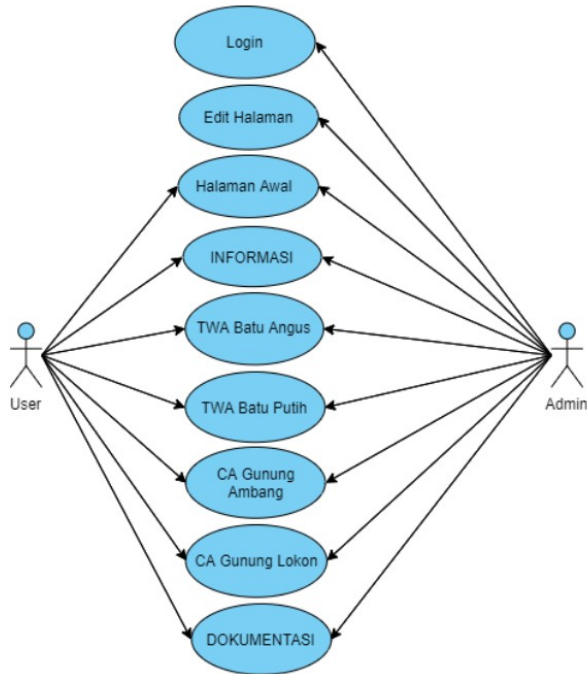 Login
Edit Halaman
Halaman Awal
INFORMASI
TWA Batu Angus
User
Admin
TWA Batu Putih
CA Gunung
Ambang
CA Gunung Lokon
DOKUMENTASI